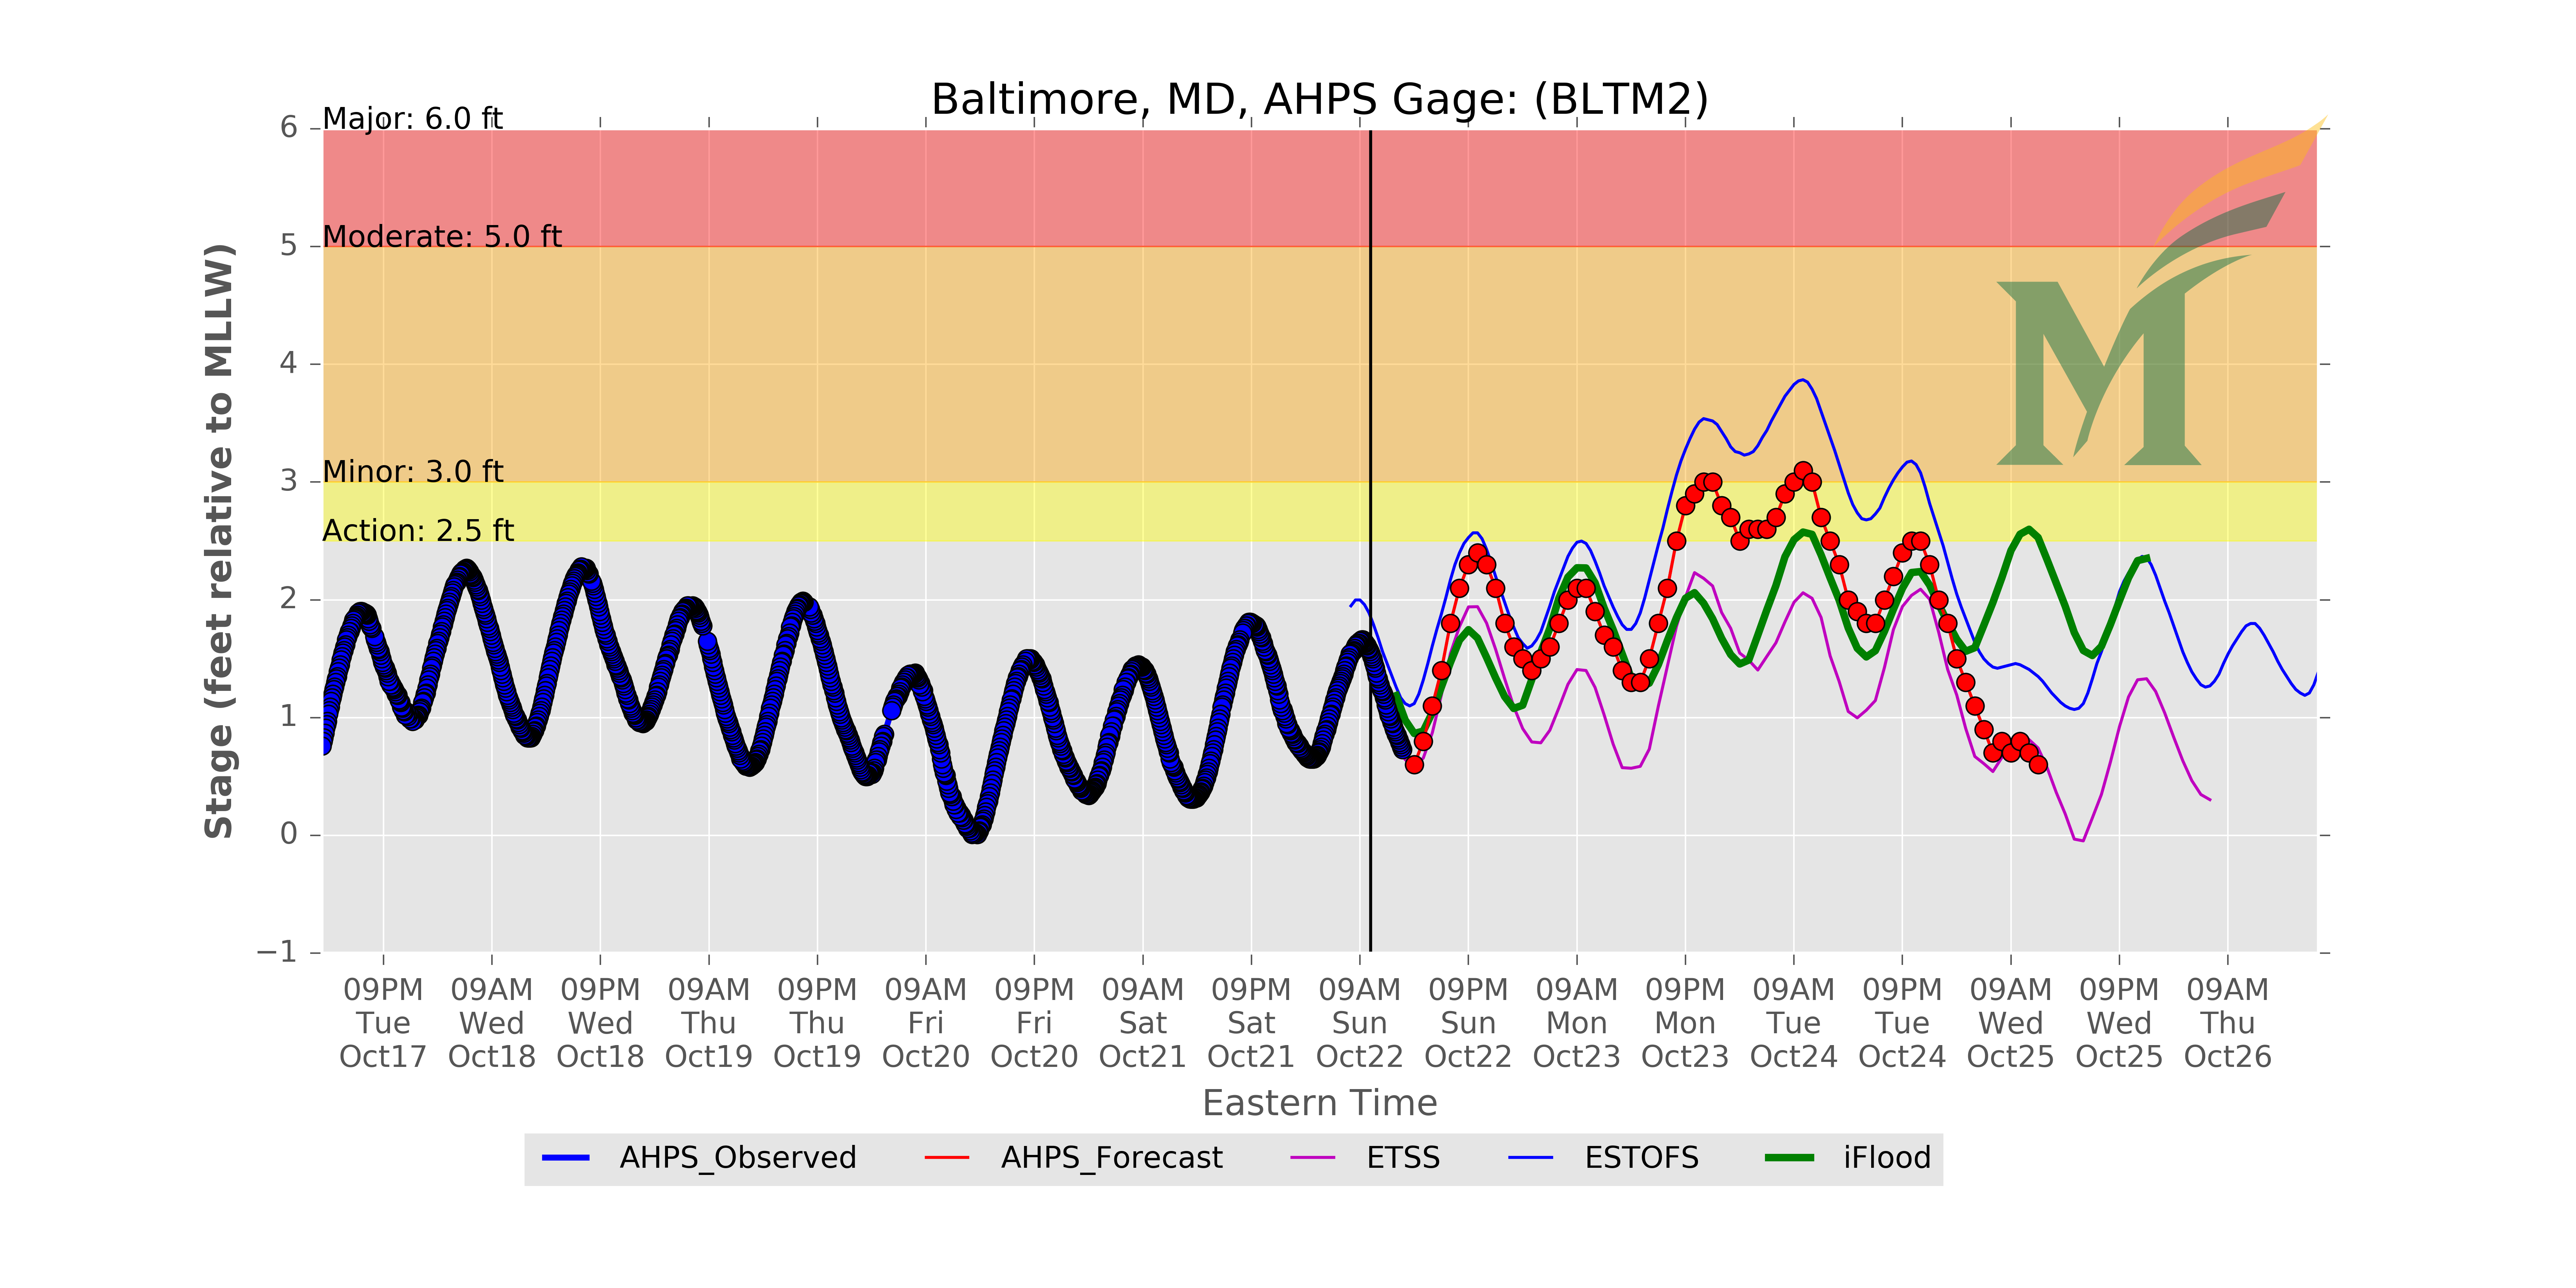 Baltimore, MD, AHPS Gage: (BLTM2)
6
Major: 6.0 ft
5
Moderate: 5.0 ft
4
3
Minor: 3.0 ft
Action: 2.5 ft
2
1
0
−1
Stage (feet relative to MLLW)
09PM 09AM 09PM 09AM 09PM 09AM 09PM 09AM 09PM 09AM 09PM 09AM 09PM 09AM 09PM 09AM 09PM 09AM
Tue Wed Wed Thu Thu Fri Fri Sat Sat Sun Sun Mon Mon Tue Tue Wed Wed Thu
Oct17 Oct18 Oct18 Oct19 Oct19 Oct20 Oct20 Oct21 Oct21 Oct22 Oct22 Oct23 Oct23 Oct24 Oct24 Oct25 Oct25 Oct26
Eastern Time
AHPS_Observed AHPS_Forecast ETSS ESTOFS iFlood
M